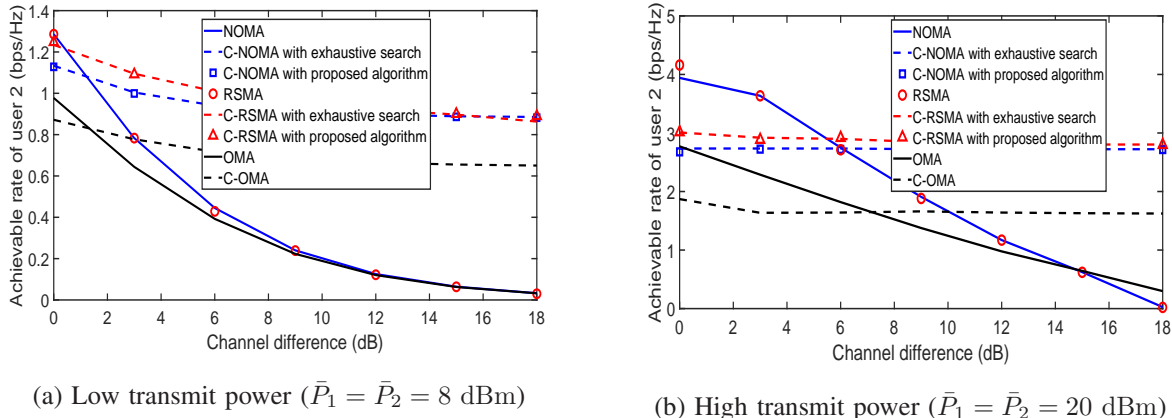 Achievable rate of user 2 (bps/Hz)
1.4
1.2
1
0.8
0.6
0.4
0.2
0
0 2 4 6 8 10 12 14 16 18
Channel difference (dB)
NOMA
C-NOMA with exhaustive search
C-NOMA with proposed algorithm
RSMA
C-RSMA with exhaustive search
C-RSMA with proposed algorithm
OMA
C-OMA
(a) Low transmit power (P̄₁ = P̄₂ = 8 dBm)
Achievable rate of user 2 (bps/Hz)
5
4
3
2
1
0
0 2 4 6 8 10 12 14 16 18
Channel difference (dB)
NOMA
C-NOMA with exhaustive search
C-NOMA with proposed algorithm
RSMA
C-RSMA with exhaustive search
C-RSMA with proposed algorithm
OMA
C-OMA
(b) High transmit power (P̄₁ = P̄₂ = 20 dBm)